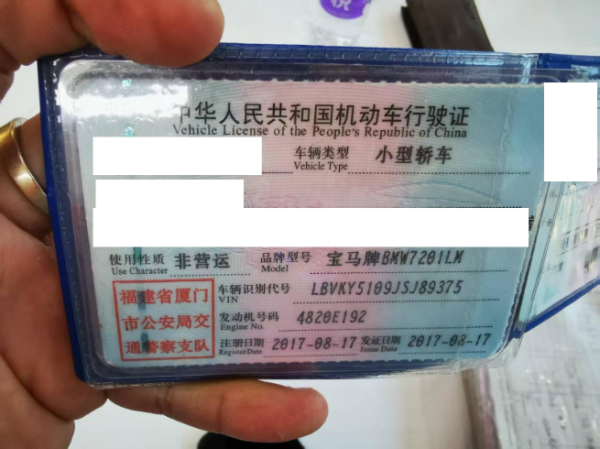 中华人民共和国机动车行驶证
Vehicle License of the People's Republic of China
车辆类型 小型轿车
Vehicle Type
使用性质 非营运 品牌型号 宝马牌BMW7201LM
Use Character Model
福建省厦门
市公安局交
通警察支队
车辆识别代号 LBVKY5109JSJ89375
VIN
发动机号码 4820E192
Engine No.
注册日期 2017-08-17 发证日期 2017-08-17
Register Date Issue Date